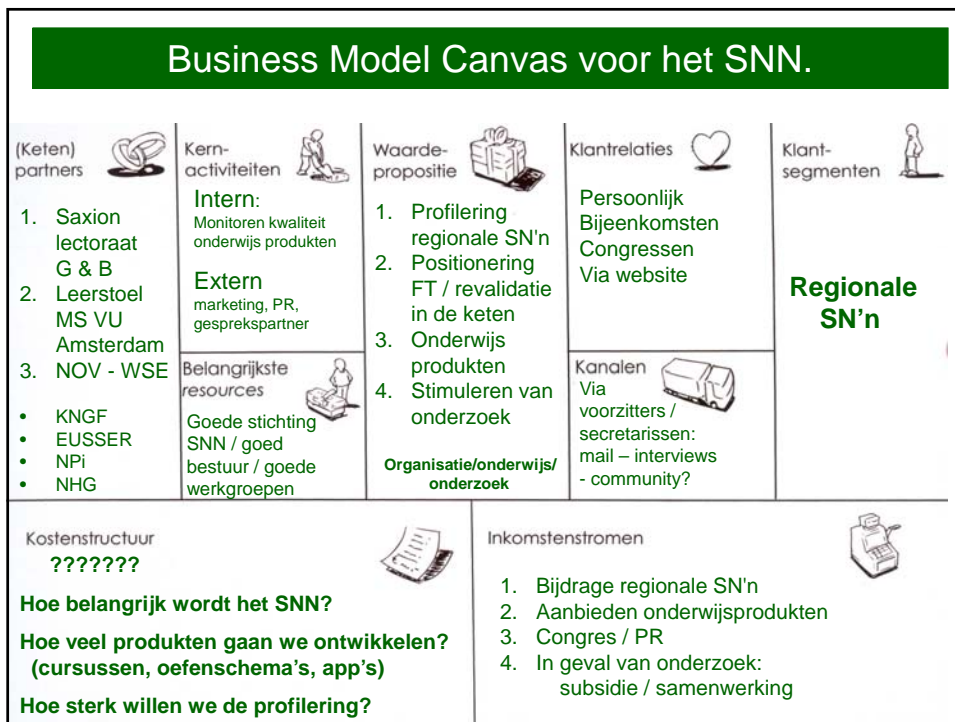 Business Model Canvas voor het SNN.
(Keten)
partners
1. Saxion
lectoraat
G & B
2. Leerstoel
MS VU
Amsterdam
3. NOV - WSE
• KNGF
• EUSSER
• NPi
• NHG
Kern-
activiteiten
Intern:
Monitoren kwaliteit
onderwijs produkten
Extern
marketing, PR,
gesprekspartner
Belangrijkste
resources
Goede stichting
SNN / goed
bestuur / goede
werkgroepen
Waarde-
propositie
1. Profilering
regionale SN'n
2. Positionering
FT / revalidatie
in de keten
3. Onderwijs
produkten
4. Stimuleren van
onderzoek
Organisatie/onderwijs/
onderzoek
Klantrelaties
Persoonlijk
Bijeenkomsten
Congressen
Via website
Kanalen
Via
voorzitters /
secretarissen:
mail – interviews
- community?
Klant-
segmenten
Regionale
SN’n
Kostenstructuur
???????
Hoe belangrijk wordt het SNN?
Hoe veel produkten gaan we ontwikkelen?
(cursussen, oefenschema’s, app’s)
Hoe sterk willen we de profilering?
Inkomstenstromen
1. Bijdrage regionale SN'n
2. Aanbieden onderwijsprodukten
3. Congres / PR
4. In geval van onderzoek:
subsidie / samenwerking